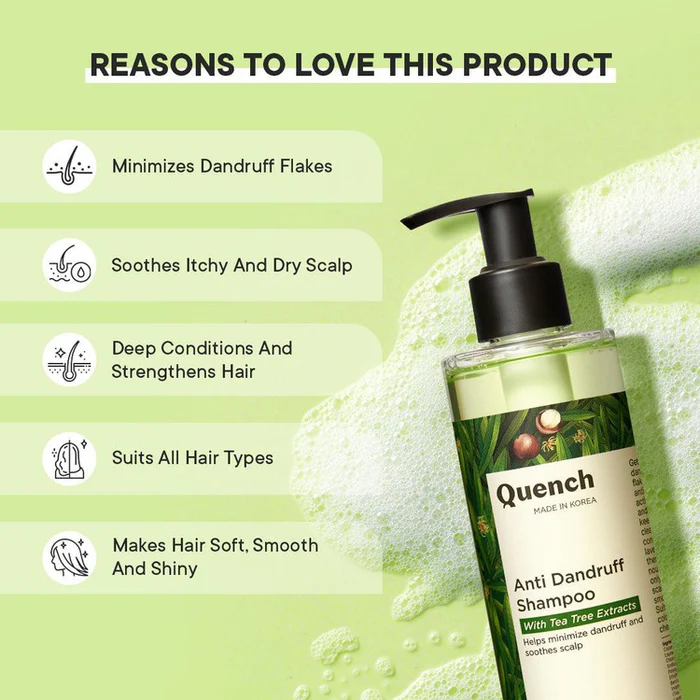 REASONS TO LOVE THIS PRODUCT
Minimizes Dandruff Flakes
Soothes Itchy And Dry Scalp
Deep Conditions And
Strengthens Hair
Suits All Hair Types
Makes Hair Soft, Smooth
And Shiny
Quench
MADE IN KOREA
Anti Dandruff
Shampoo
With Tea Tree Extracts
Helps minimize dandruff and
soothes scalp